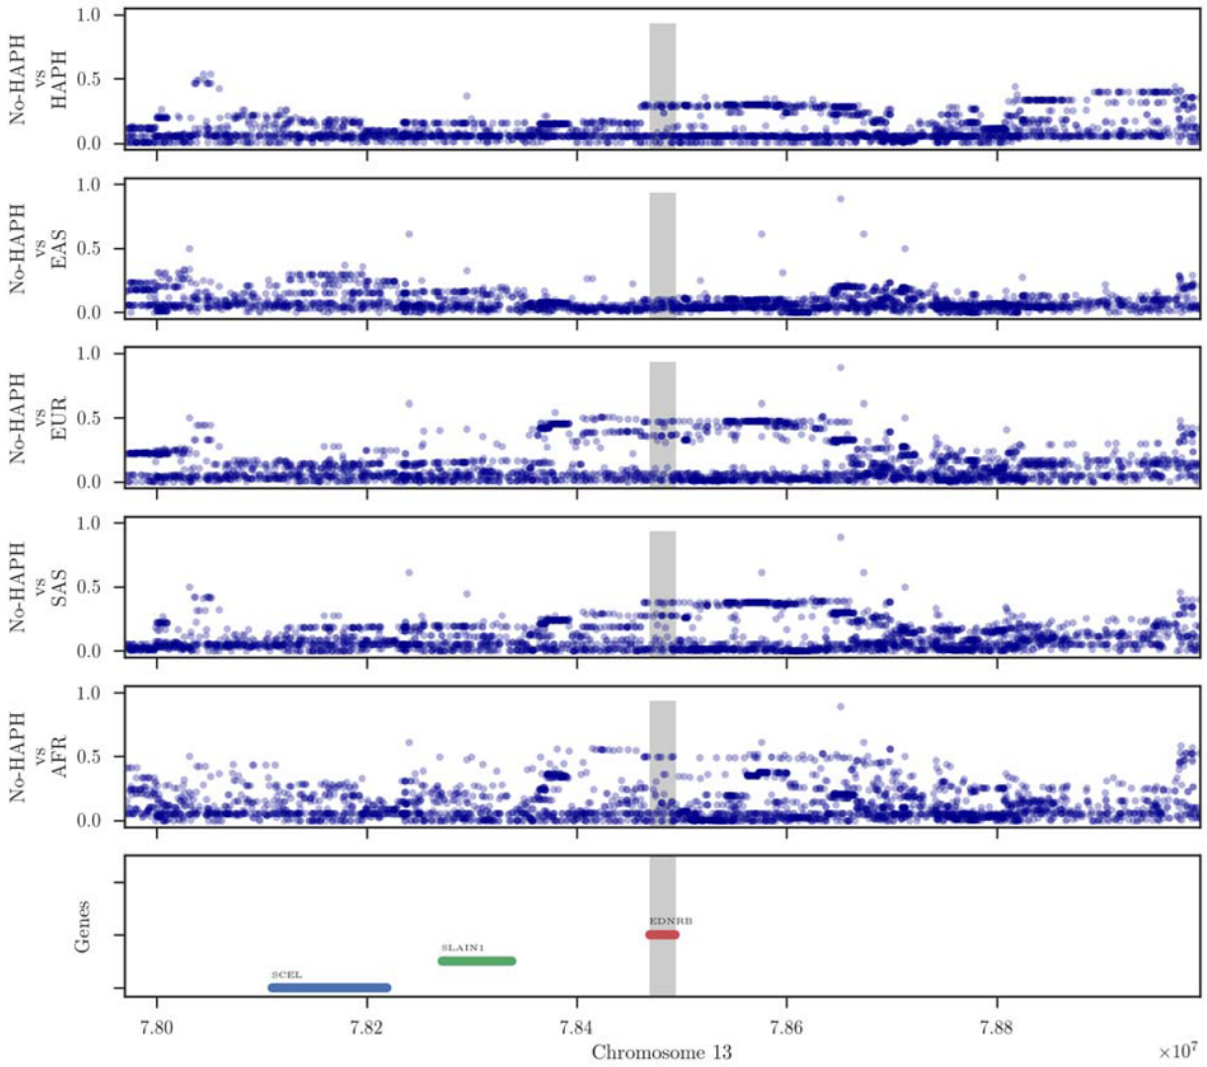 No-HAPH
vs
HAPH
1.0
0.5
0.0
No-HAPH
vs
EAS
1.0
0.5
0.0
No-HAPH
vs
EUR
1.0
0.5
0.0
No-HAPH
vs
SAS
1.0
0.5
0.0
No-HAPH
vs
AFR
1.0
0.5
0.0
Genes
EDNRB
SLAIN1
SCEL
7.80 7.82 7.84 7.86 7.88
Chromosome 13
×10⁷